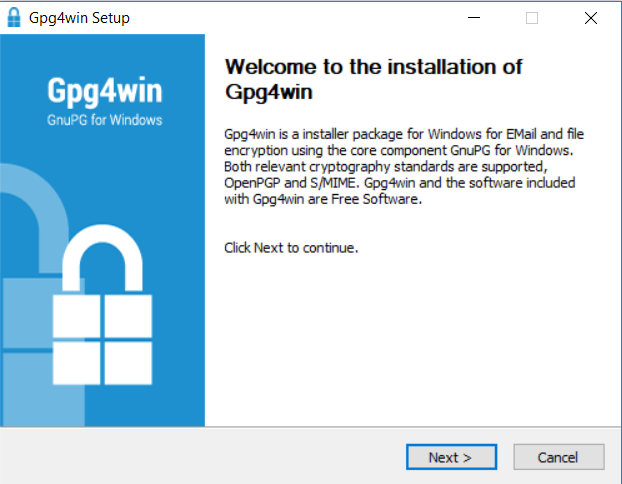 Gpg4win Setup
Gpg4win
GnuPG for Windows
Welcome to the installation of
Gpg4win
Gpg4win is a installer package for Windows for EMail and file
encryption using the core component GnuPG for Windows.
Both relevant cryptography standards are supported,
OpenPGP and S/MIME. Gpg4win and the software included
with Gpg4win are Free Software.
Click Next to continue.
Next >
Cancel